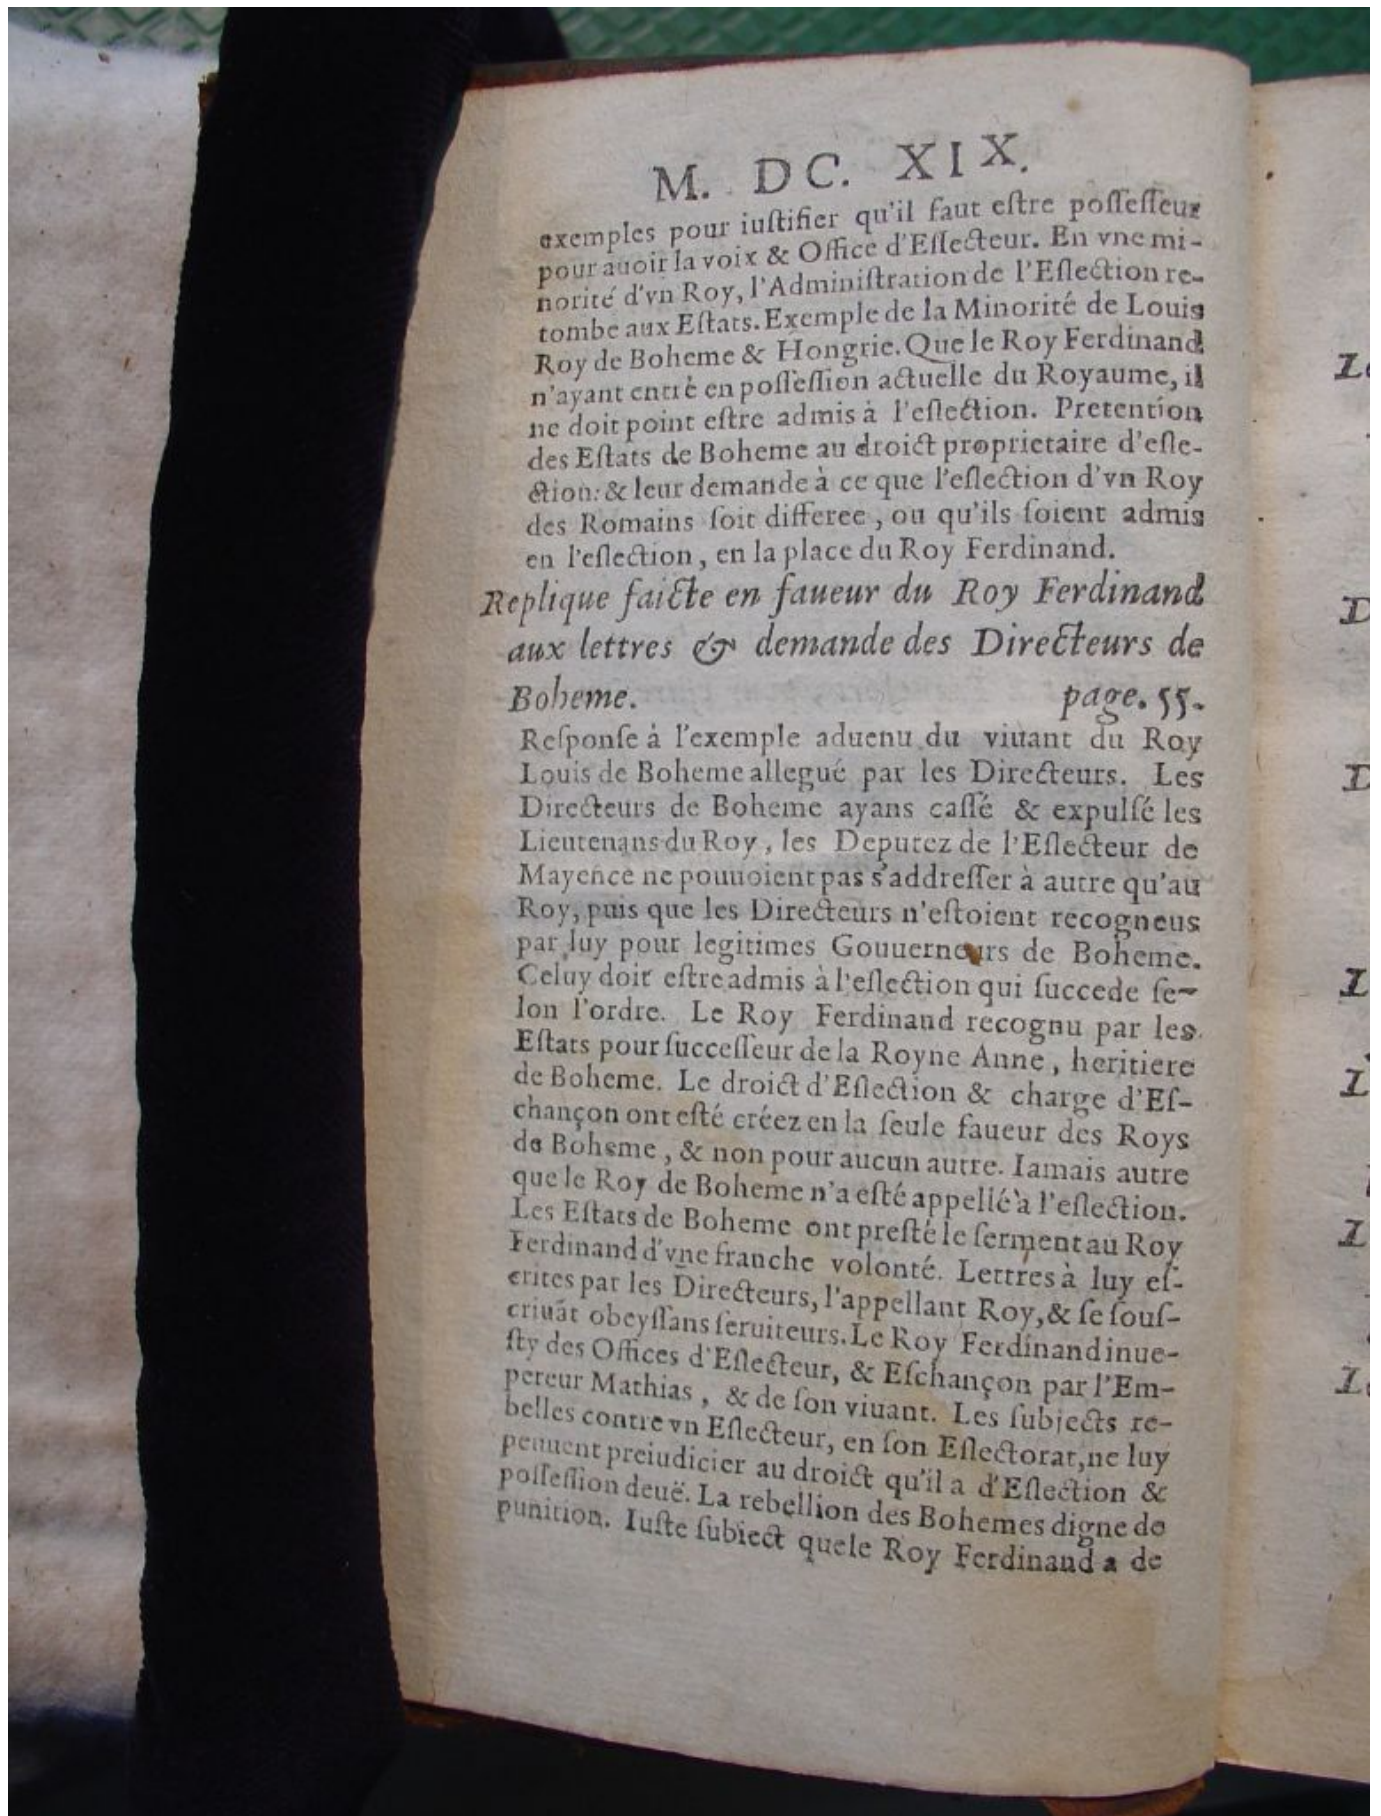 M. DC. XIX.
exemples pour iuſtifier qu'il faut eſtre poſſeſſeur
pour auoir la voix & Office d'Eſlecteur. En vne mi-
norité d'vn Roy, l'Adminiſtration de l'Eſlection re-
tombe aux Eſtats. Exemple de la Minorité de Louis
Roy de Boheme & Hongrie. Que le Roy Ferdinand
n'ayant entré en poſſeſſion actuelle du Royaume, il
ne doit point eſtre admis à l'eſlection. Pretention
des Eſtats de Boheme au droict proprietaire d'eſle-
ction: & leur demande à ce que l'eſlection d'vn Roy
des Romains ſoit differee, ou qu'ils ſoient admis
en l'eſlection, en la place du Roy Ferdinand.
Replique faicte en faueur du Roy Ferdinand
aux lettres & demande des Directeurs de
Boheme. page. 55.
Reſponſe à l'exemple aduenu du viuant du Roy
Louis de Boheme allegué par les Directeurs. Les
Directeurs de Boheme ayans caſſé & expulſé les
Lieutenans du Roy, les Deputez de l'Eſlecteur de
Mayence ne pouuoient pas s'addreſſer à autre qu'au
Roy, puis que les Directeurs n'eſtoient recogneus
par luy pour legitimes Gouuerneurs de Boheme.
Celuy doit eſtre admis à l'eſlection qui ſuccede ſe-
lon l'ordre. Le Roy Ferdinand recognu par les
Eſtats pour ſucceſſeur de la Royne Anne, heritiere
de Boheme. Le droict d'Eſlection & charge d'Eſ-
chançon ont eſté créez en la ſeule faueur des Roys
de Boheme, & non pour aucun autre. Iamais autre
que le Roy de Boheme n'a eſté appellé à l'eſlection.
Les Eſtats de Boheme ont preſté le ſerment au Roy
Ferdinand d'vne franche volonté. Lettres à luy eſ-
crites par les Directeurs, l'appellant Roy, & ſe ſouſ-
criuãt obeyſſans ſeruiteurs. Le Roy Ferdinand inue-
ſty des Offices d'Eſlecteur, & Eſchançon par l'Em-
pereur Mathias, & de ſon viuant. Les ſubjects re-
belles contre vn Eſlecteur, en ſon Eſlectorat, ne luy
peuuent preiudicier au droict qu'il a d'Eſlection &
poſſeſſion deuë. La rebellion des Bohemes digne de
punition. Iuſte ſubiect que le Roy Ferdinand a de